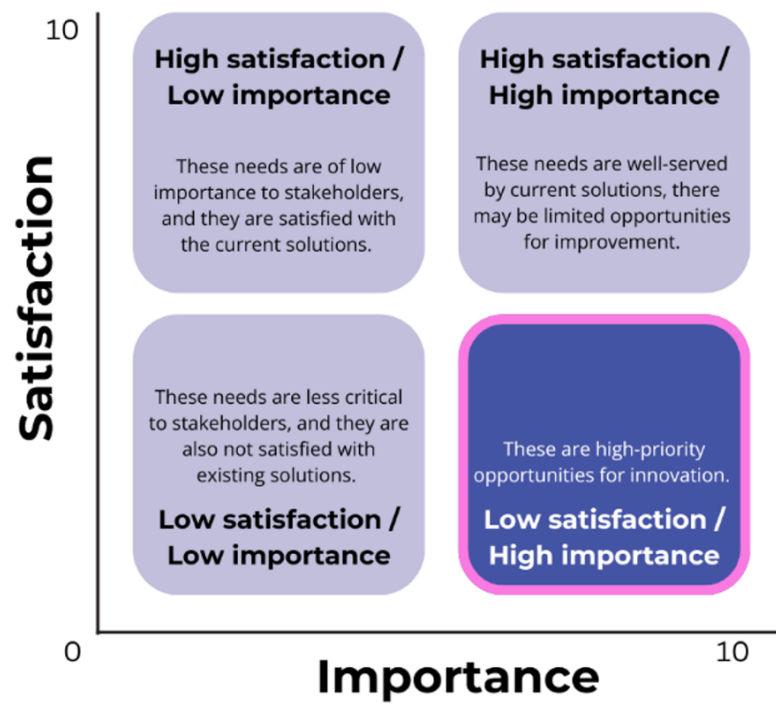 10
High satisfaction /
Low importance
These needs are of low
importance to stakeholders,
and they are satisfied with
the current solutions.
High satisfaction /
High importance
These needs are well-served
by current solutions, there
may be limited opportunities
for improvement.
Satisfaction
These needs are less critical
to stakeholders, and they are
also not satisfied with
existing solutions.
Low satisfaction /
Low importance
These are high-priority
opportunities for innovation.
Low satisfaction /
High importance
0
10
Importance